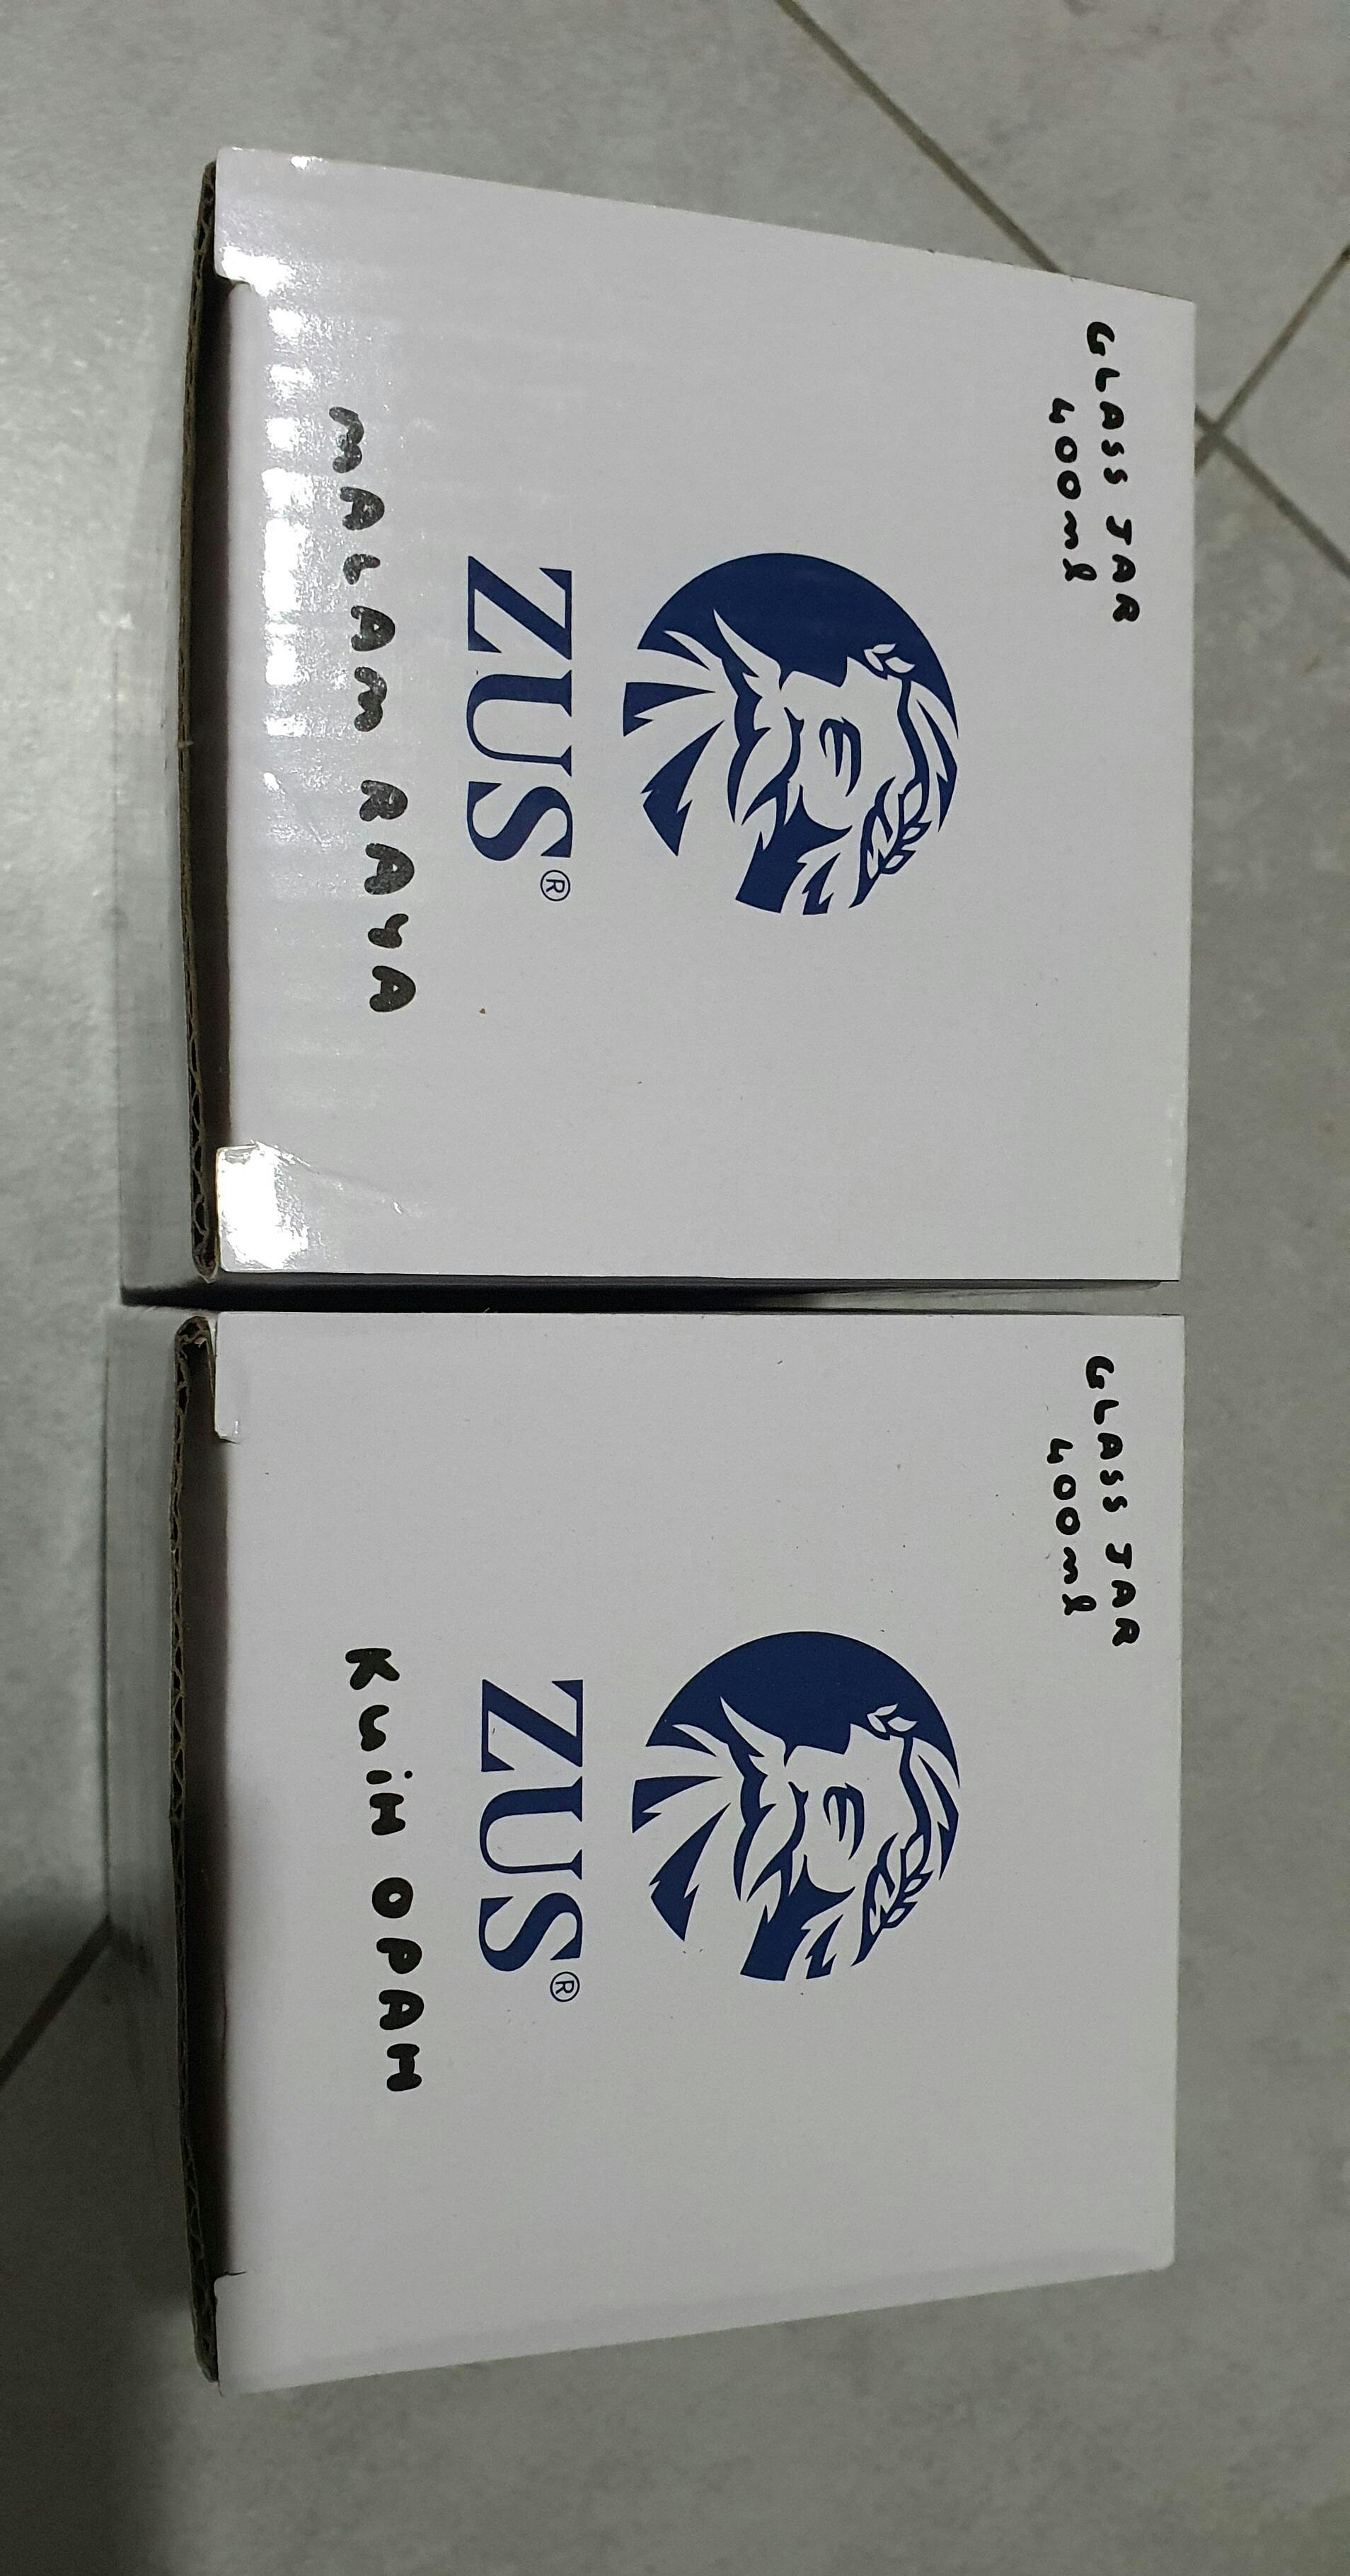 GLASS JAR
400ml
ZUS®
MALAM RAYA
GLASS JAR
400ml
ZUS®
KUIH OPAH